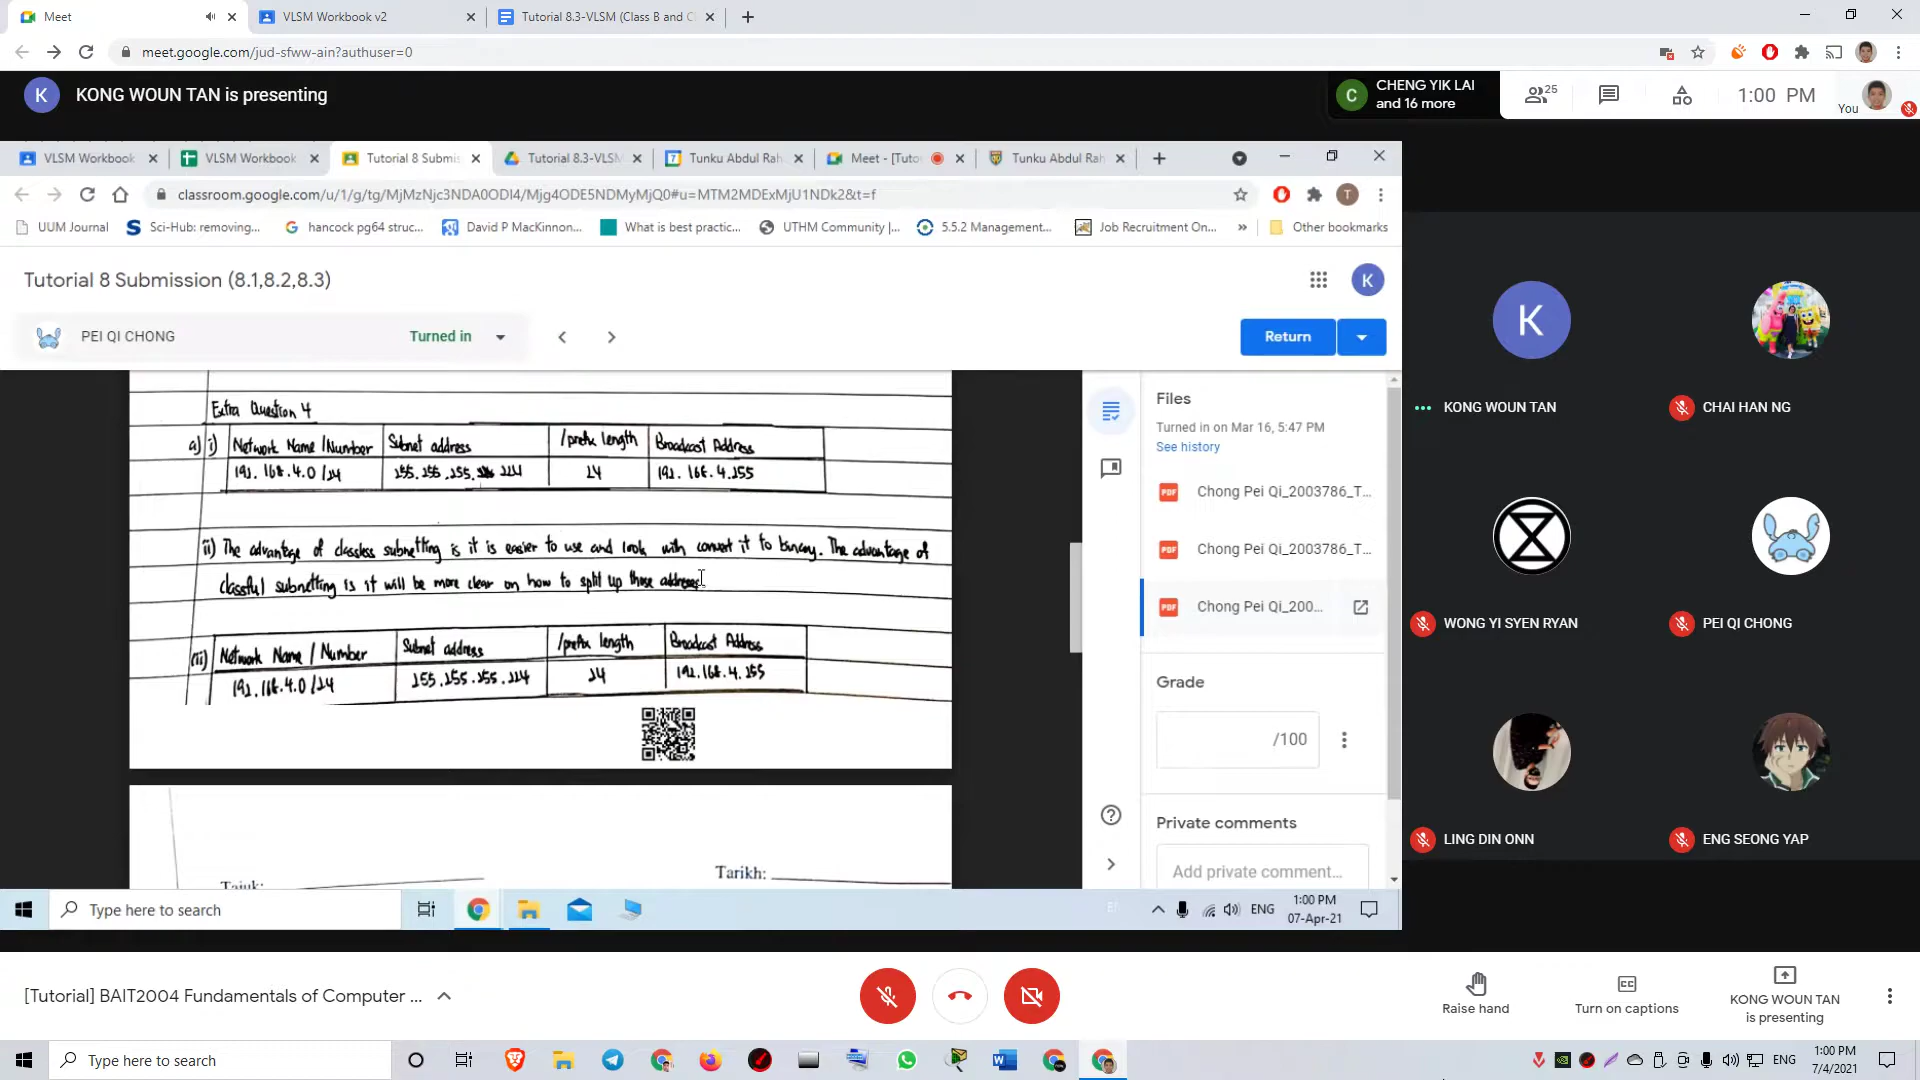 Meet
VLSM Workbook v2
Tutorial 8.3-VLSM (Class B and C
meet.google.com/jud-sfww-ain?authuser=0
K
KONG WOUN TAN is presenting
C
CHENG YIK LAI
and 16 more
25
1:00 PM
You
VLSM Workbook
VLSM Workbook
Tutorial 8 Submis
Tutorial 8.3-VLSM
Tunku Abdul Rah
Meet - [Tuto
Tunku Abdul Rah
classroom.google.com/u/1/g/tg/MjMzNjc3NDA0ODI4/Mjg4ODE5NDMyMjQ0#u=MTM2MDExMjU1NDk2&t=f
T
UUM Journal
Sci-Hub: removing...
hancock pg64 struc...
David P MacKinnon...
What is best practic...
UTHM Community |...
5.5.2 Management...
Job Recruitment On...
»
Other bookmarks
Tutorial 8 Submission (8.1,8.2,8.3)
K
PEI QI CHONG
Turned in
Return
Extra Question 4
a) i)
Network Name /Number
Subnet address
/prefix length
Broadcast Address
192.168.4.0 /24
255.255.255. 224
24
192.168.4.255
ii) The advantage of classless subnetting is it is easier to use and look with convert it to binary. The advantage of
classful subnetting is it will be more clear on how to split up those addresses
iii)
Network Name / Number
Subnet address
/prefix length
Broadcast Address
192.168.4.0 /24
255.255.255.224
24
192.168.4.255
Tajuk:
Tarikh:
Files
Turned in on Mar 16, 5:47 PM
See history
PDF
Chong Pei Qi_2003786_T...
PDF
Chong Pei Qi_2003786_T...
PDF
Chong Pei Qi_200...
Grade
/100
Private comments
Add private comment...
Type here to search
ENG
1:00 PM
07-Apr-21
K
KONG WOUN TAN
CHAI HAN NG
WONG YI SYEN RYAN
PEI QI CHONG
LING DIN ONN
ENG SEONG YAP
[Tutorial] BAIT2004 Fundamentals of Computer ...
Raise hand
Turn on captions
KONG WOUN TAN
is presenting
Type here to search
ENG
1:00 PM
7/4/2021